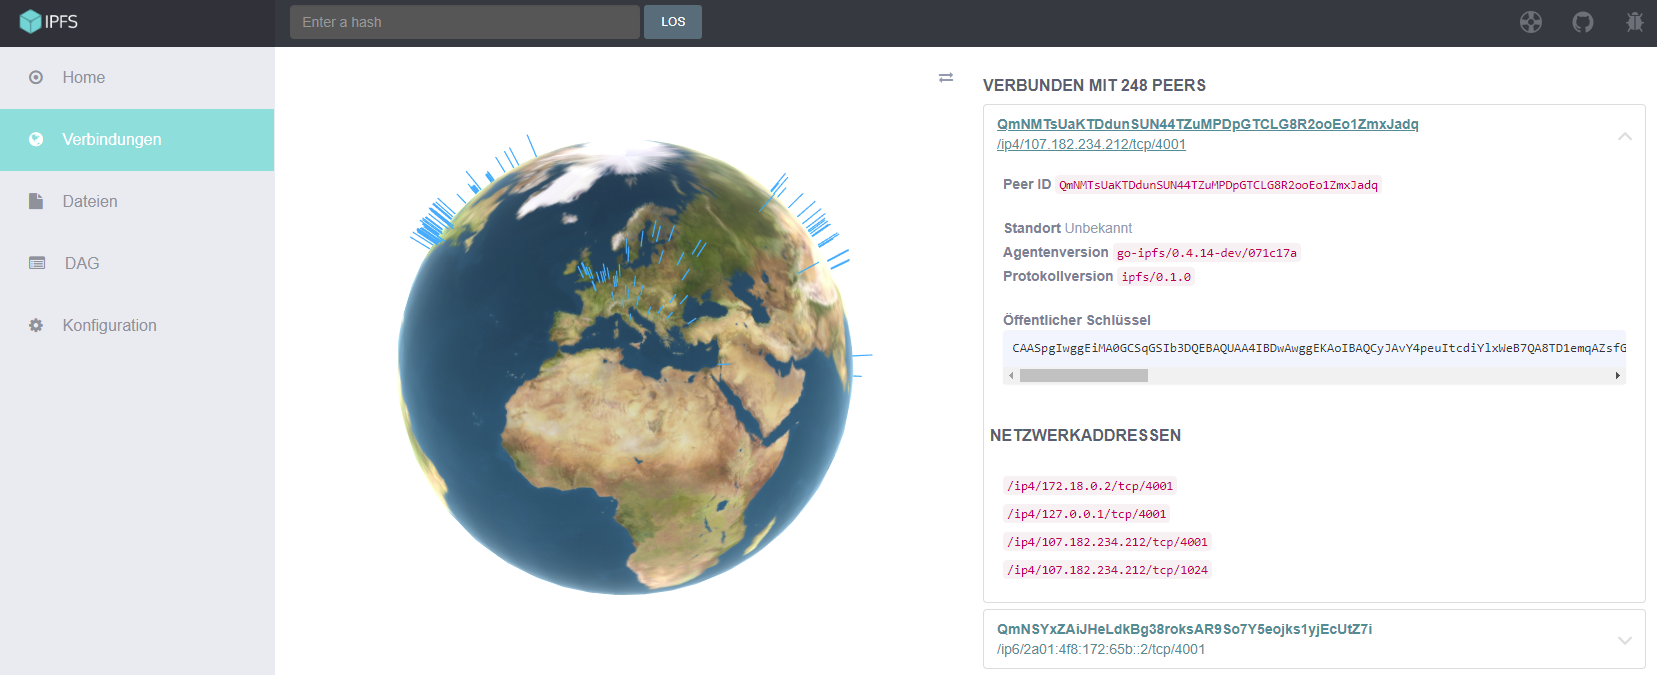 IPFS
Enter a hash
LOS
Home
Verbindungen
Dateien
DAG
Konfiguration
VERBUNDEN MIT 248 PEERS
QmNMTsUaKTDdunSUN44TZuMPDpGTCLG8R2ooEo1ZmxJadq
/ip4/107.182.234.212/tcp/4001
Peer ID QmNMTsUaKTDdunSUN44TZuMPDpGTCLG8R2ooEo1ZmxJadq
Standort Unbekannt
Agentenversion go-ipfs/0.4.14-dev/071c17a
Protokollversion ipfs/0.1.0
Öffentlicher Schlüssel
CAASpgIwggEiMA0GCSqGSIb3DQEBAQUAA4IBDwAwggEKAoIBAQCyJAvY4peuItcdiYlxWeB7QA8TD1emqAZsfG
NETZWERKADDRESSEN
/ip4/172.18.0.2/tcp/4001
/ip4/127.0.0.1/tcp/4001
/ip4/107.182.234.212/tcp/4001
/ip4/107.182.234.212/tcp/1024
QmNSYxZAiJHeLdkBg38roksAR9So7Y5eojks1yjEcUtZ7i
/ip6/2a01:4f8:172:65b::2/tcp/4001